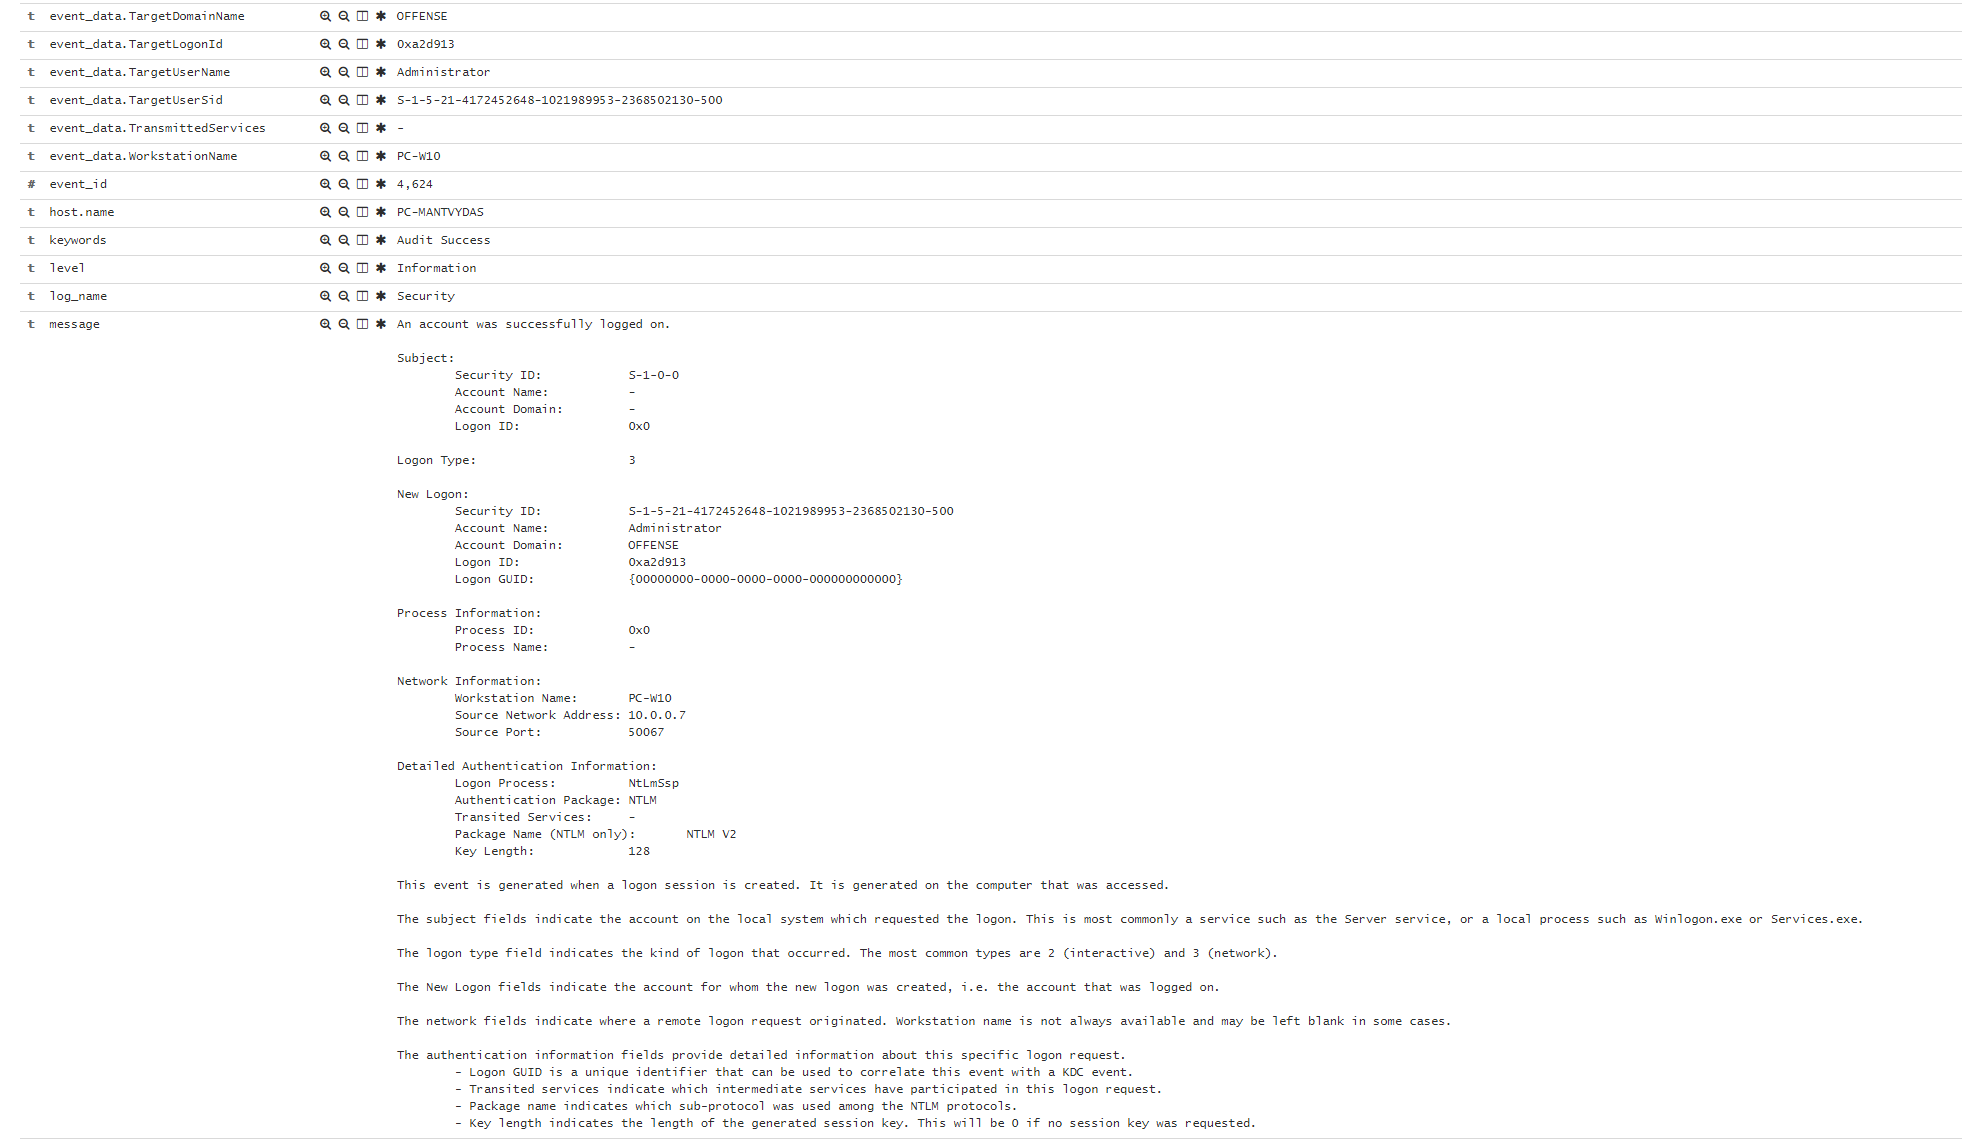 t event_data.TargetDomainName OFFENSE
t event_data.TargetLogonId 0xa2d913
t event_data.TargetUserName Administrator
t event_data.TargetUserSid S-1-5-21-4172452648-1021989953-2368502130-500
t event_data.TransmittedServices -
t event_data.WorkstationName PC-W10
# event_id 4,624
t host.name PC-MANTVYDAS
t keywords Audit Success
t level Information
t log_name Security
t message An account was successfully logged on.
Subject:
Security ID: S-1-0-0
Account Name: -
Account Domain: -
Logon ID: 0x0
Logon Type: 3
New Logon:
Security ID: S-1-5-21-4172452648-1021989953-2368502130-500
Account Name: Administrator
Account Domain: OFFENSE
Logon ID: 0xa2d913
Logon GUID: {00000000-0000-0000-0000-000000000000}
Process Information:
Process ID: 0x0
Process Name: -
Network Information:
Workstation Name: PC-W10
Source Network Address: 10.0.0.7
Source Port: 50067
Detailed Authentication Information:
Logon Process: NtLmSsp
Authentication Package: NTLM
Transited Services: -
Package Name (NTLM only): NTLM V2
Key Length: 128
This event is generated when a logon session is created. It is generated on the computer that was accessed.
The subject fields indicate the account on the local system which requested the logon. This is most commonly a service such as the Server service, or a local process such as Winlogon.exe or Services.exe.
The logon type field indicates the kind of logon that occurred. The most common types are 2 (interactive) and 3 (network).
The New Logon fields indicate the account for whom the new logon was created, i.e. the account that was logged on.
The network fields indicate where a remote logon request originated. Workstation name is not always available and may be left blank in some cases.
The authentication information fields provide detailed information about this specific logon request.
- Logon GUID is a unique identifier that can be used to correlate this event with a KDC event.
- Transited services indicate which intermediate services have participated in this logon request.
- Package name indicates which sub-protocol was used among the NTLM protocols.
- Key length indicates the length of the generated session key. This will be 0 if no session key was requested.